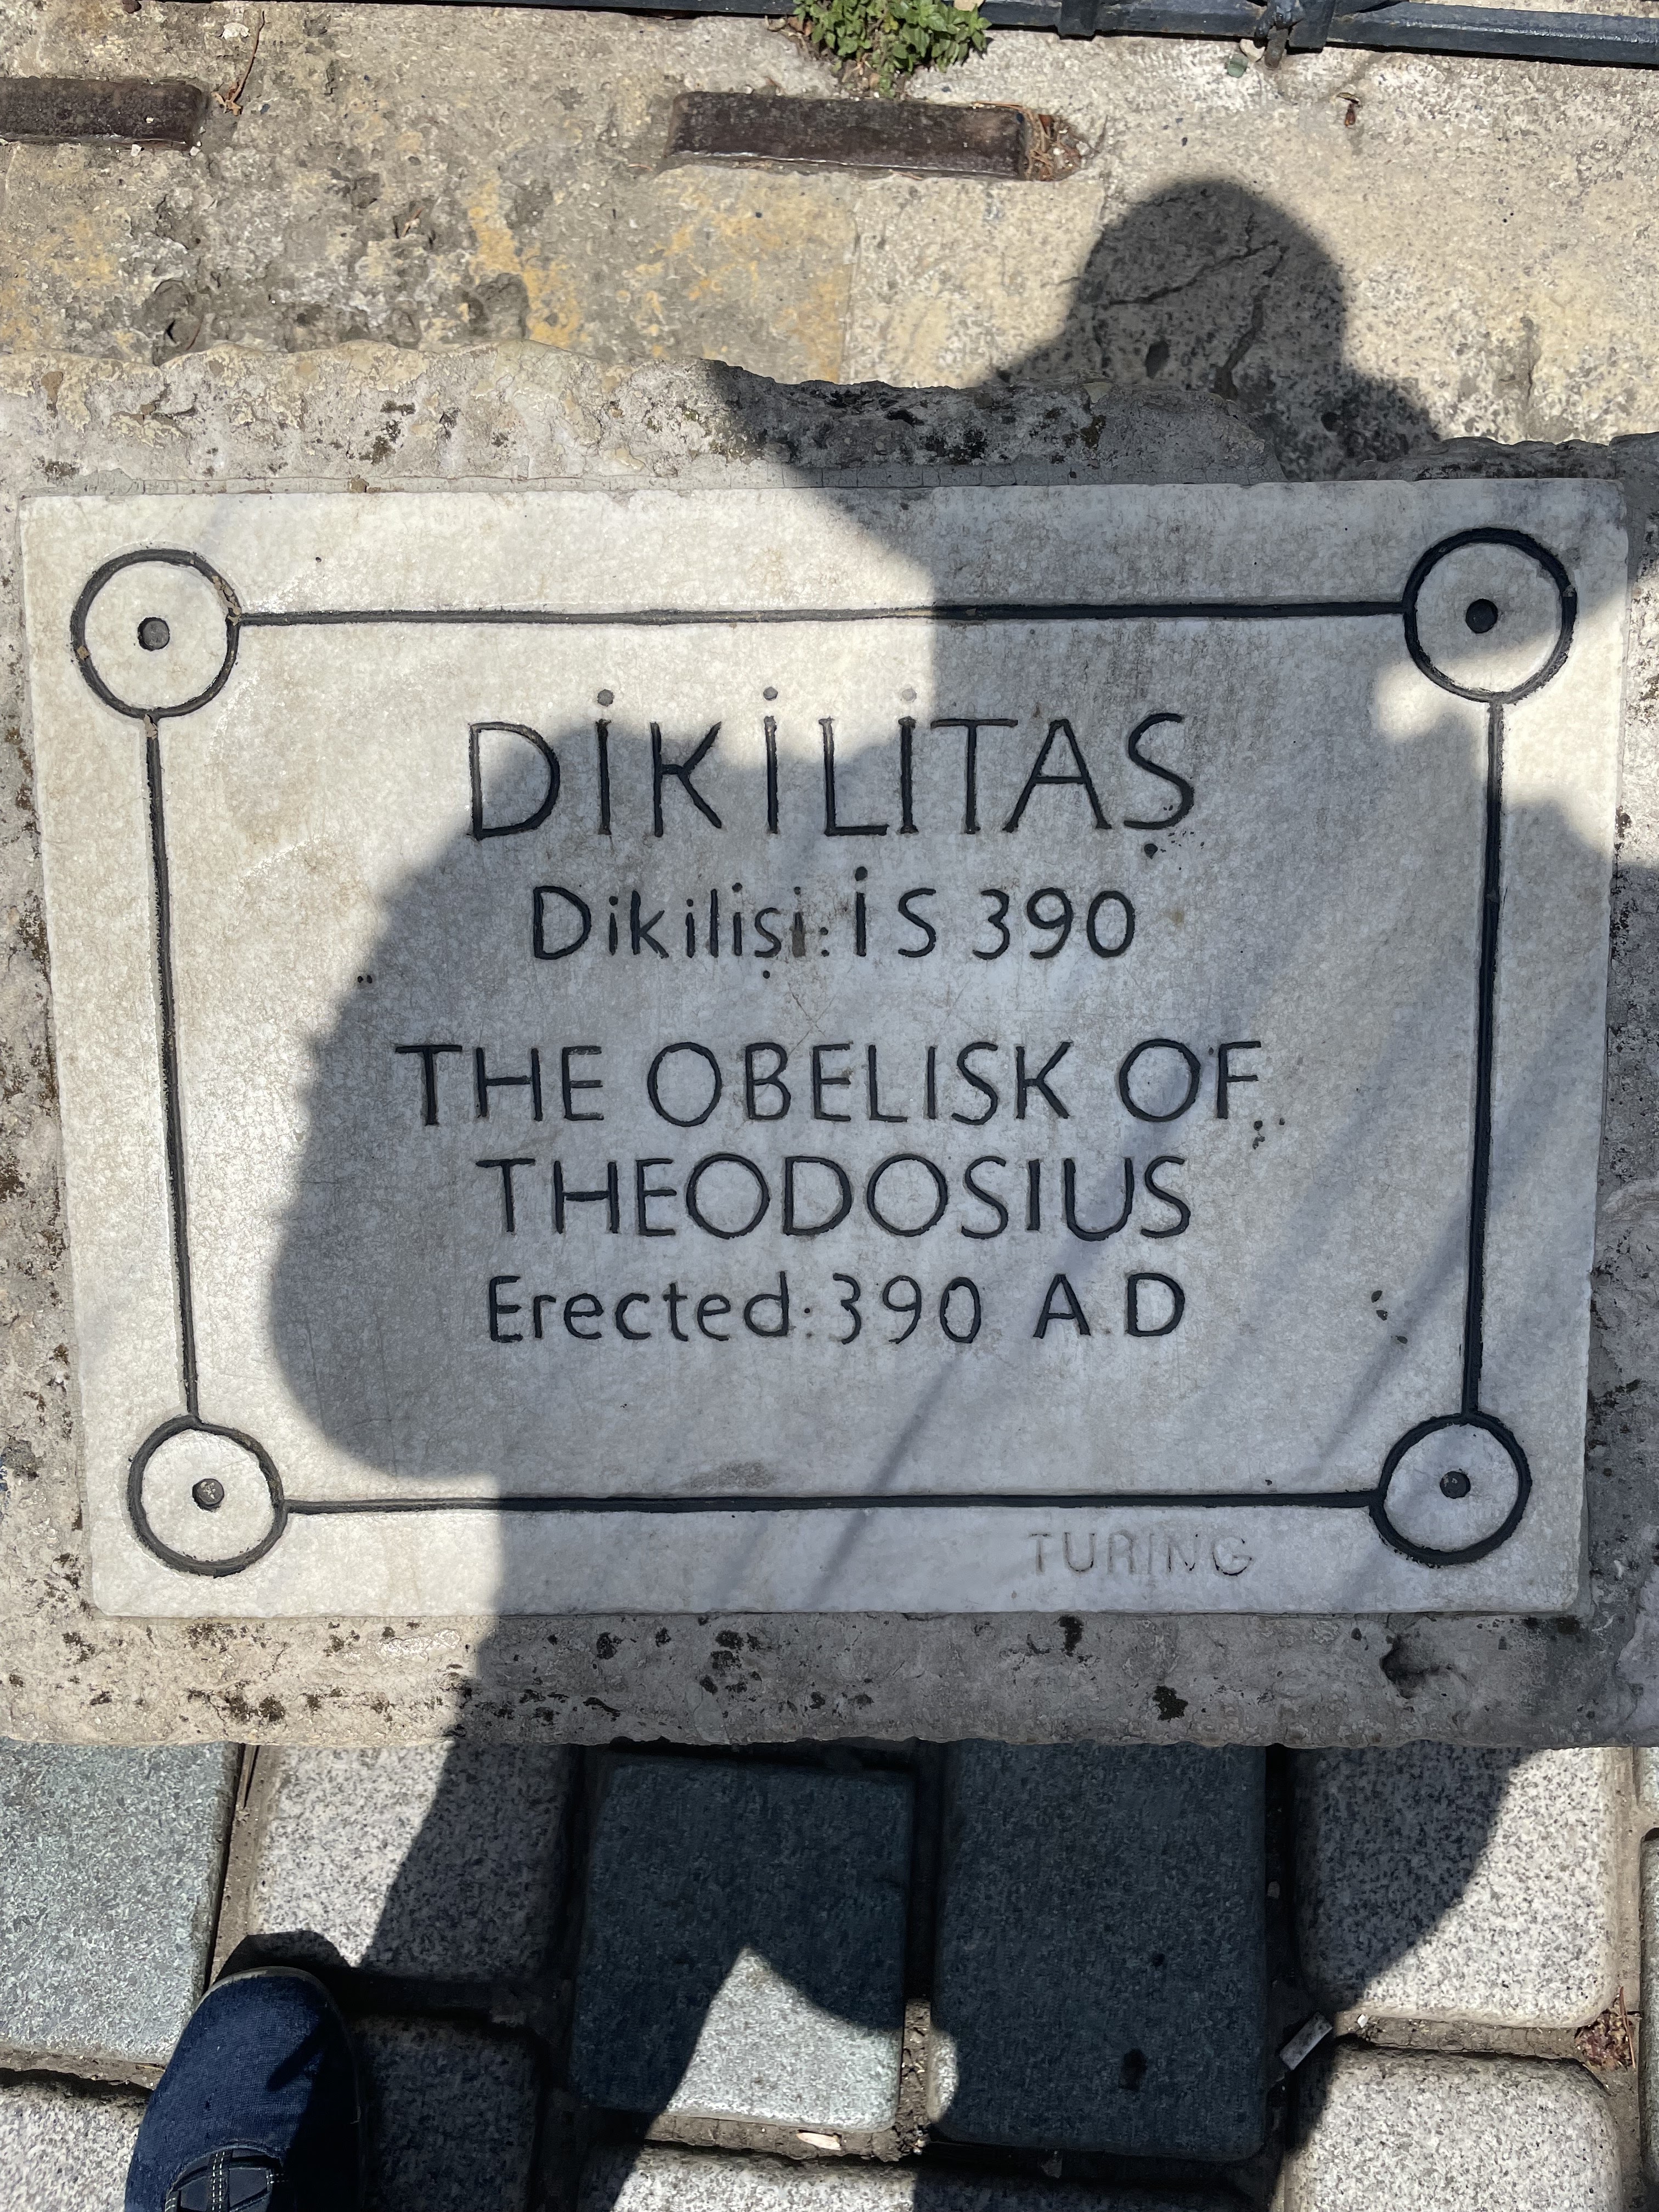 DİKİLİTAŞ
Dikilişi: İS 390
THE OBELISK OF
THEODOSIUS
Erected: 390 A.D
TURING